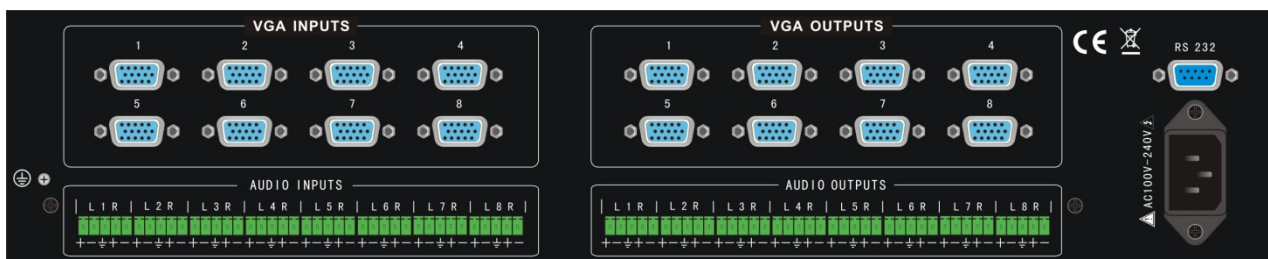 VGA INPUTS
1 2 3 4
5 6 7 8
VGA OUTPUTS
1 2 3 4
5 6 7 8
CE
RS 232
AC100V-240V
AUDIO INPUTS
| L 1 R | L 2 R | L 3 R | L 4 R | L 5 R | L 6 R | L 7 R | L 8 R |
AUDIO OUTPUTS
| L 1 R | L 2 R | L 3 R | L 4 R | L 5 R | L 6 R | L 7 R | L 8 R |